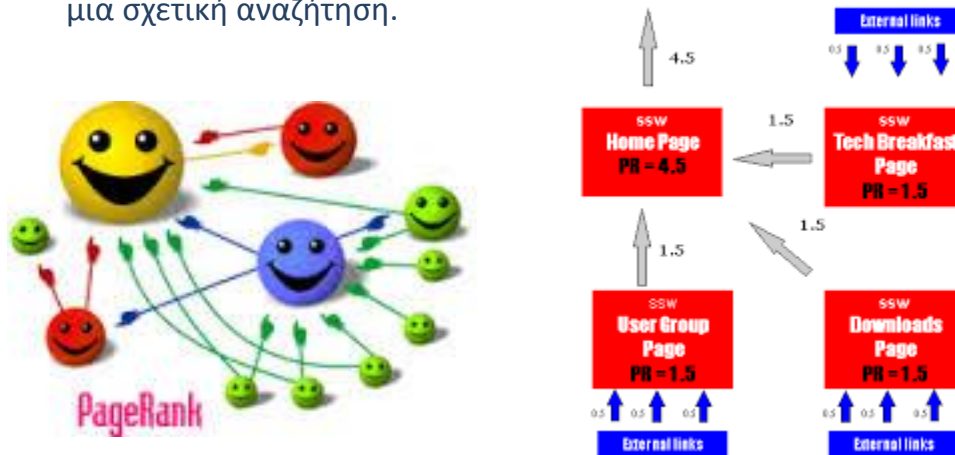 μια σχετική αναζήτηση.
PageRank
4.5
External links
0.5 0.5 0.5
SSW
Home Page
PR = 4.5
1.5
SSW
Tech Breakfast
Page
PR = 1.5
1.5
1.5
SSW
User Group
Page
PR = 1.5
SSW
Downloads
Page
PR = 1.5
0.5 0.5 0.5
0.5 0.5 0.5
External links
External links